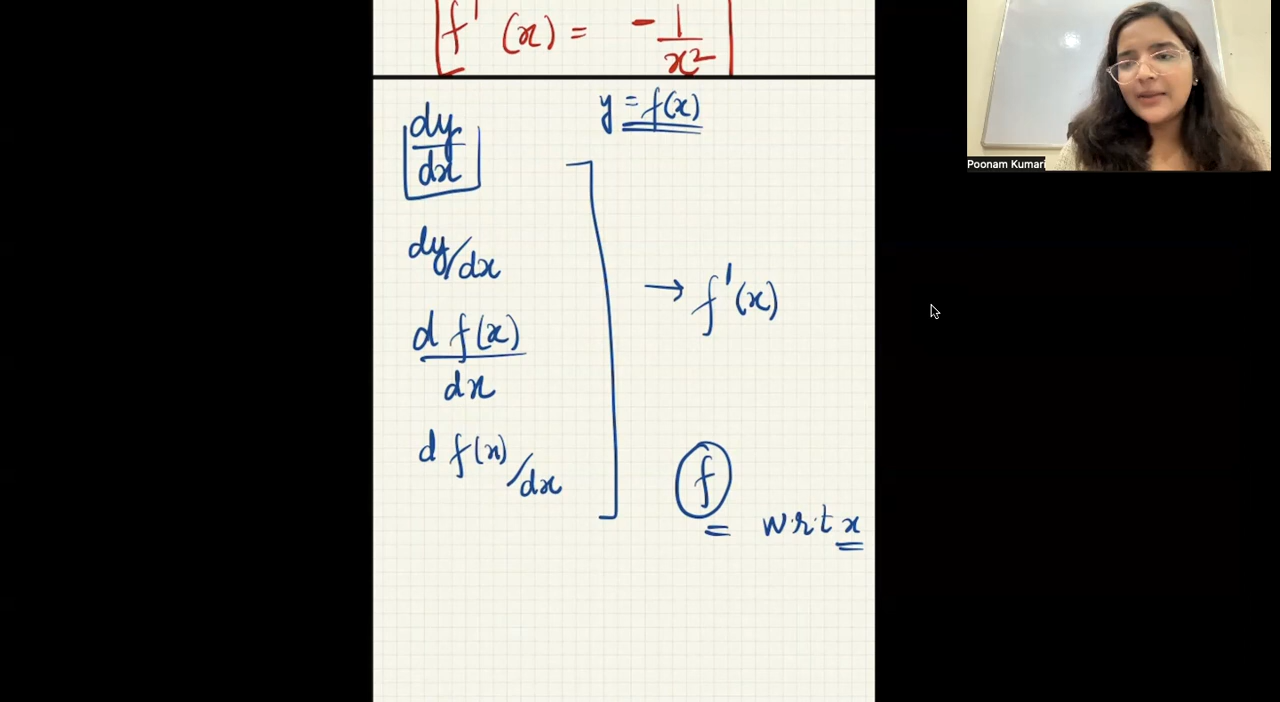 f'(x) = -1/x²
y = f(x)
dy
dx
dy/dx
→ f'(x)
d f(x)
dx
d f(x)/dx
f
w.r.t x
Poonam Kumari